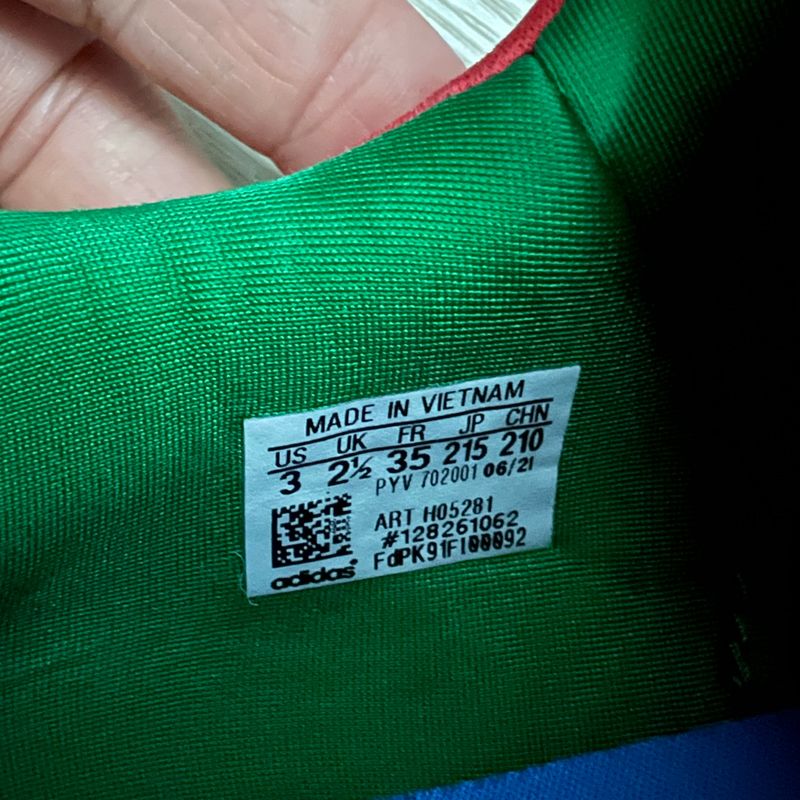 MADE IN VIETNAM
US UK FR JP CHN
3 2½ 35 215 210
PYV 702001 06/21
ART H05281
#128261062
FdPK91FI00092
adidas